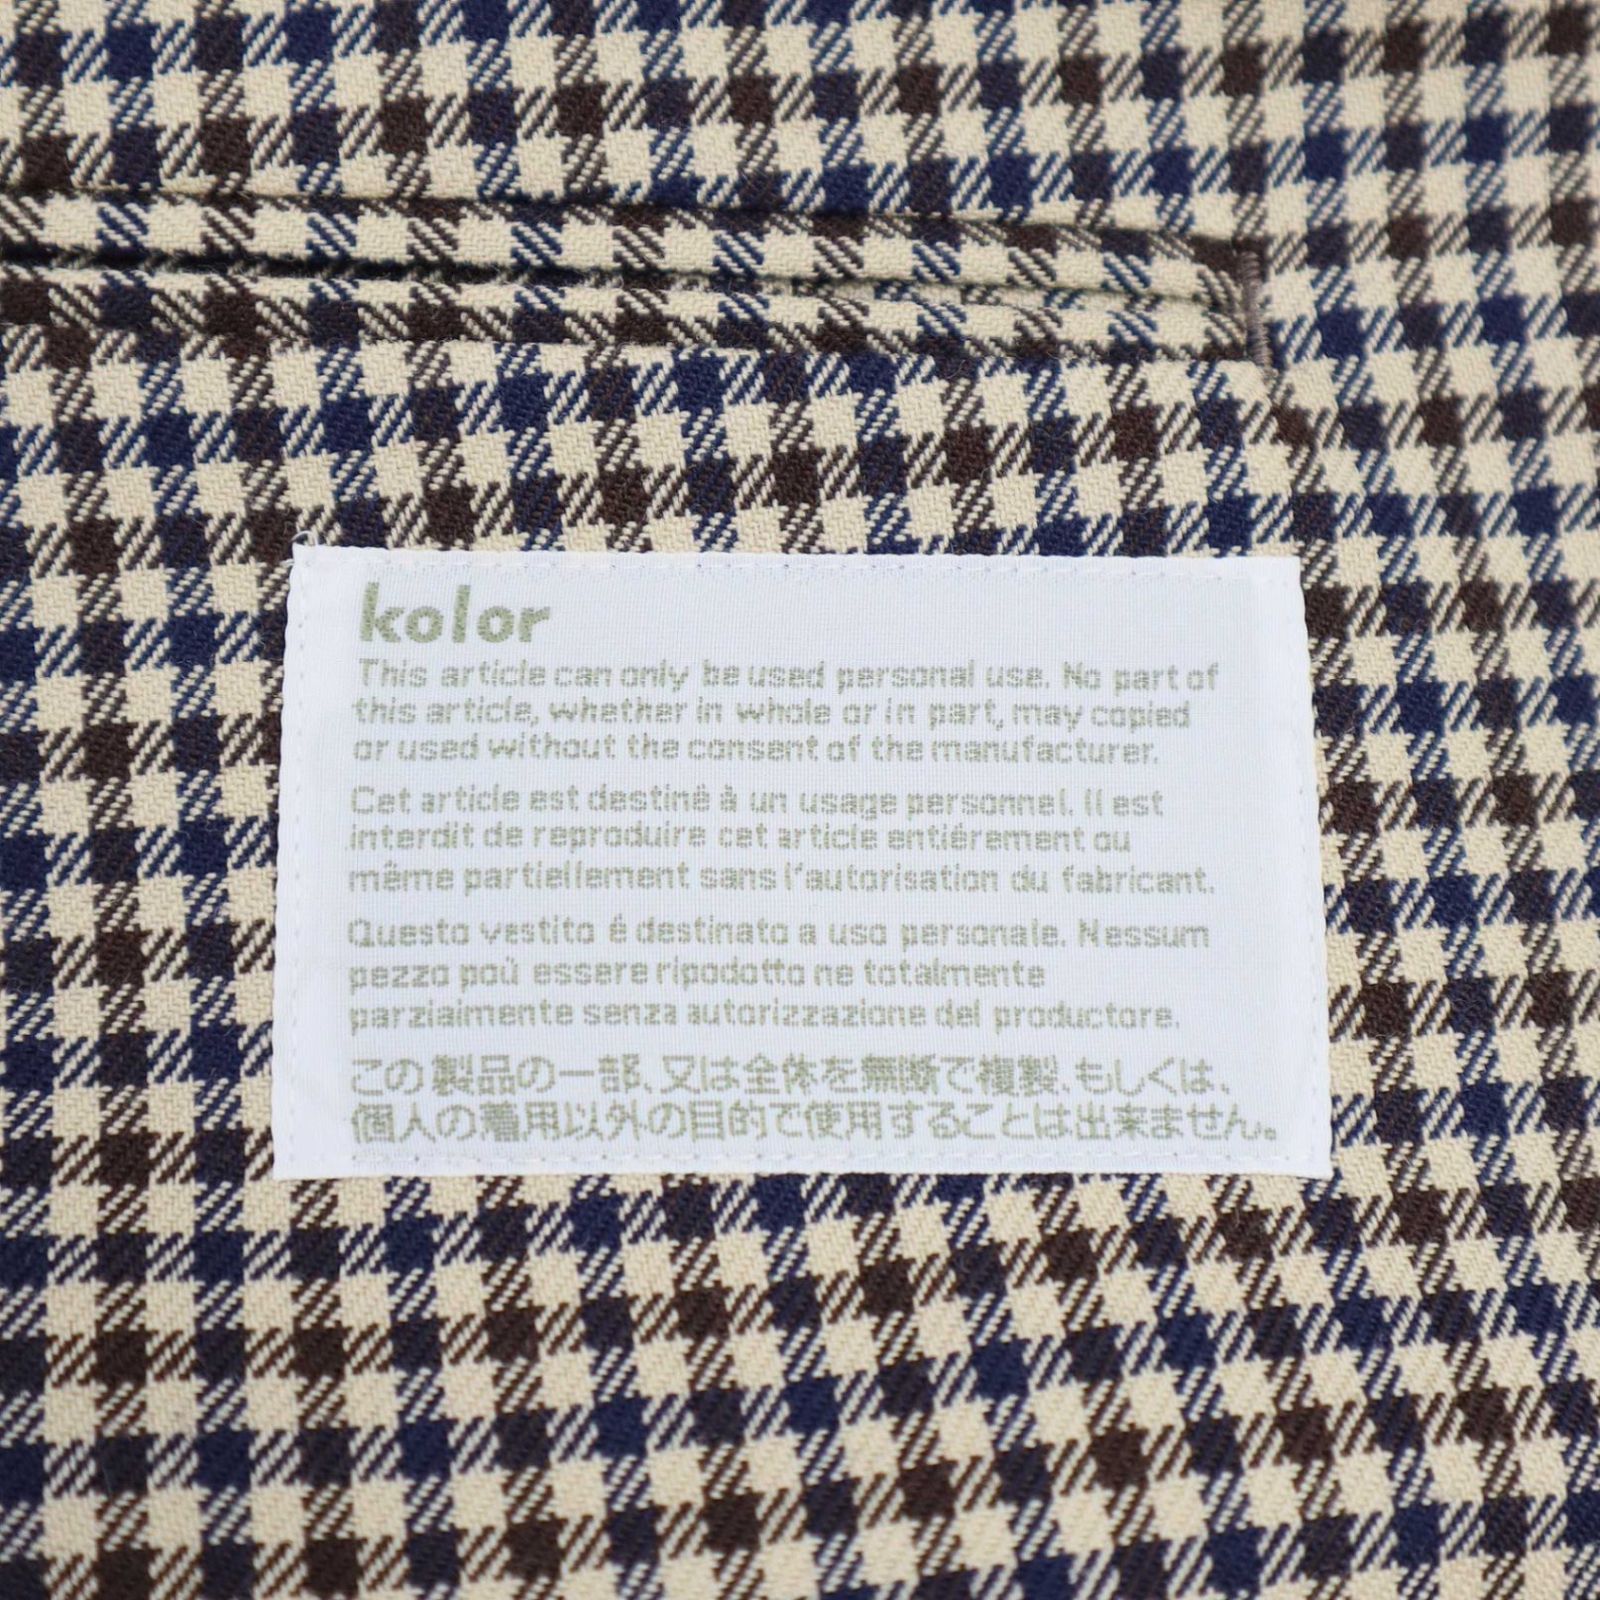 kolor
This article can only be used personal use. No part of
this article, whether in whole or in part, may copied
or used without the consent of the manufacturer.
Cet article est destiné à un usage personnel. Il est
interdit de reproduire cet article entiérement ou
même partiellement sans l'autorisation du fabricant.
Questo vestito é destinato a uso personale. Nessum
pezzo poù essere ripodotto ne totalmente
parzialmente senza autorizzazione del productore.
この製品の一部、又は全体を無断で複製、もしくは、
個人の着用以外の目的で使用することは出来ません。